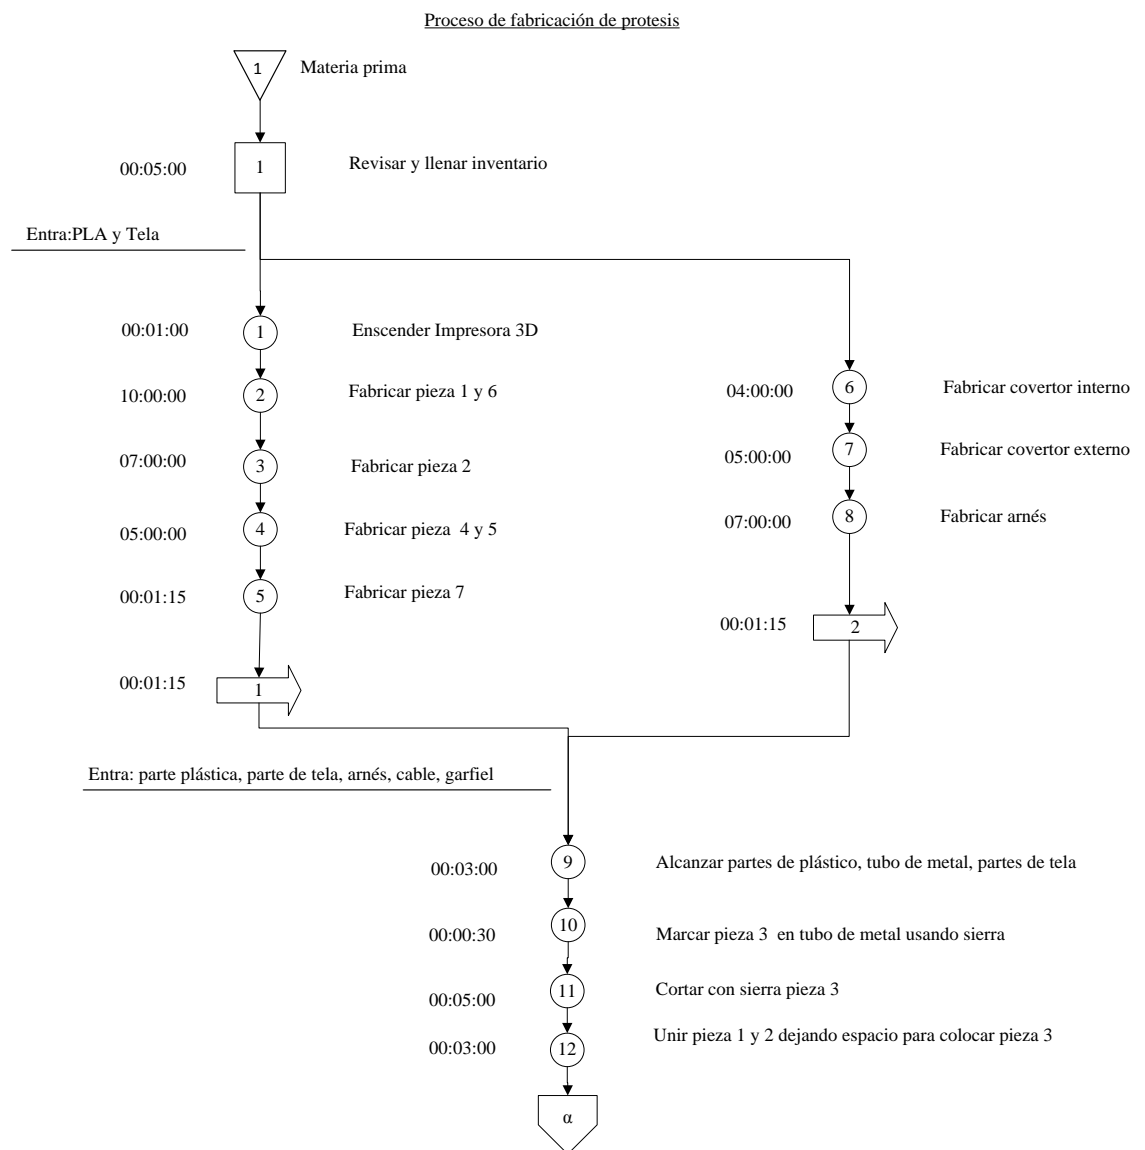 Proceso de fabricación de protesis
1
Materia prima
00:05:00
1
Revisar y llenar inventario
Entra:PLA y Tela
00:01:00
1
Enscender Impresora 3D
10:00:00
2
Fabricar pieza 1 y 6
07:00:00
3
Fabricar pieza 2
05:00:00
4
Fabricar pieza  4 y 5
00:01:15
5
Fabricar pieza 7
00:01:15
1
04:00:00
6
Fabricar covertor interno
05:00:00
7
Fabricar covertor externo
07:00:00
8
Fabricar arnés
00:01:15
2
Entra: parte plástica, parte de tela, arnés, cable, garfiel
00:03:00
9
Alcanzar partes de plástico, tubo de metal, partes de tela
00:00:30
10
Marcar pieza 3  en tubo de metal usando sierra
00:05:00
11
Cortar con sierra pieza 3
00:03:00
12
Unir pieza 1 y 2 dejando espacio para colocar pieza 3
α